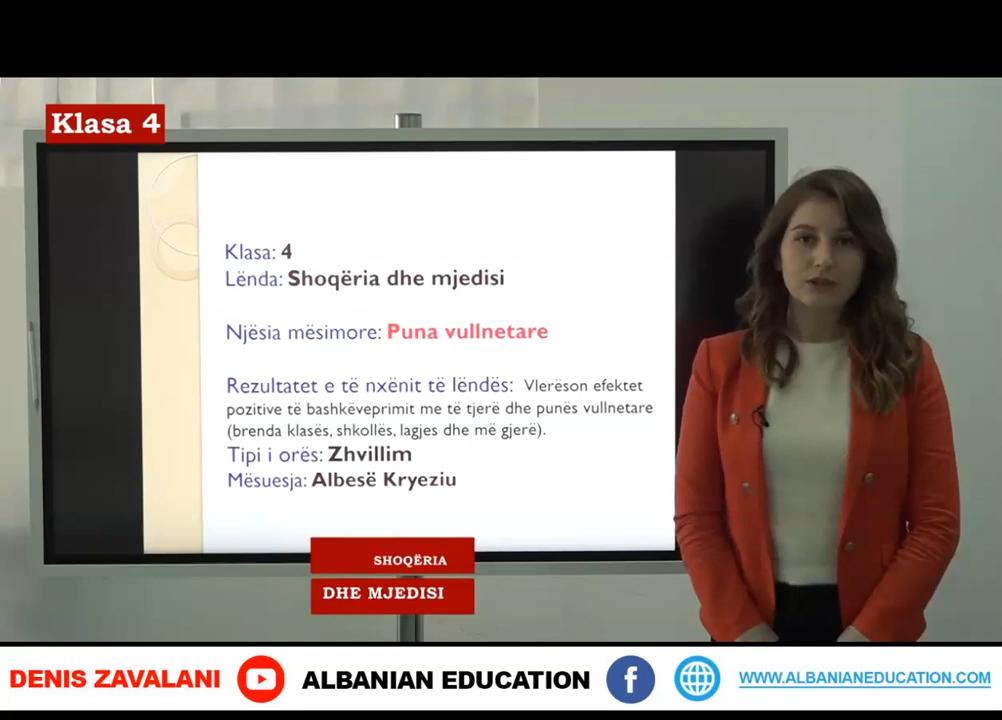 Klasa 4
Klasa: 4
Lënda: Shoqëria dhe mjedisi
Njësia mësimore: Puna vullnetare
Rezultatet e të nxënit të lëndës: Vlerëson efektet
pozitive të bashkëveprimit me të tjerë dhe punës vullnetare
(brenda klasës, shkollës, lagjes dhe më gjerë).
Tipi i orës: Zhvillim
Mësuesja: Albesë Kryeziu
SHOQËRIA
DHE MJEDISI
DENIS ZAVALANI
ALBANIAN EDUCATION
f
WWW.ALBANIANEDUCATION.COM